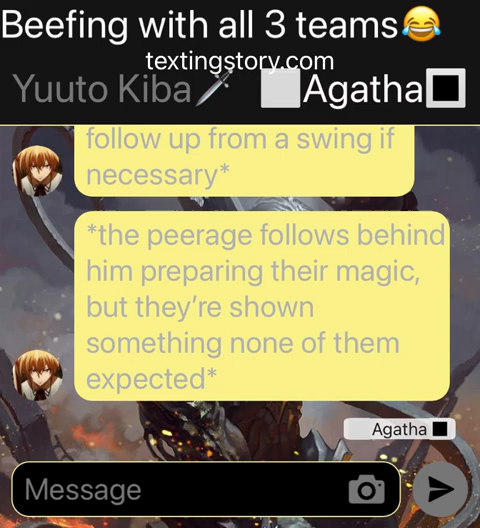 Beefing with all 3 teams😂
textingstory.com
Yuuto Kiba🗡️ ⬜Agatha🔲
follow up from a swing if
necessary*
*the peerage follows behind
him preparing their magic,
but they’re shown
something none of them
expected*
Agatha
Message